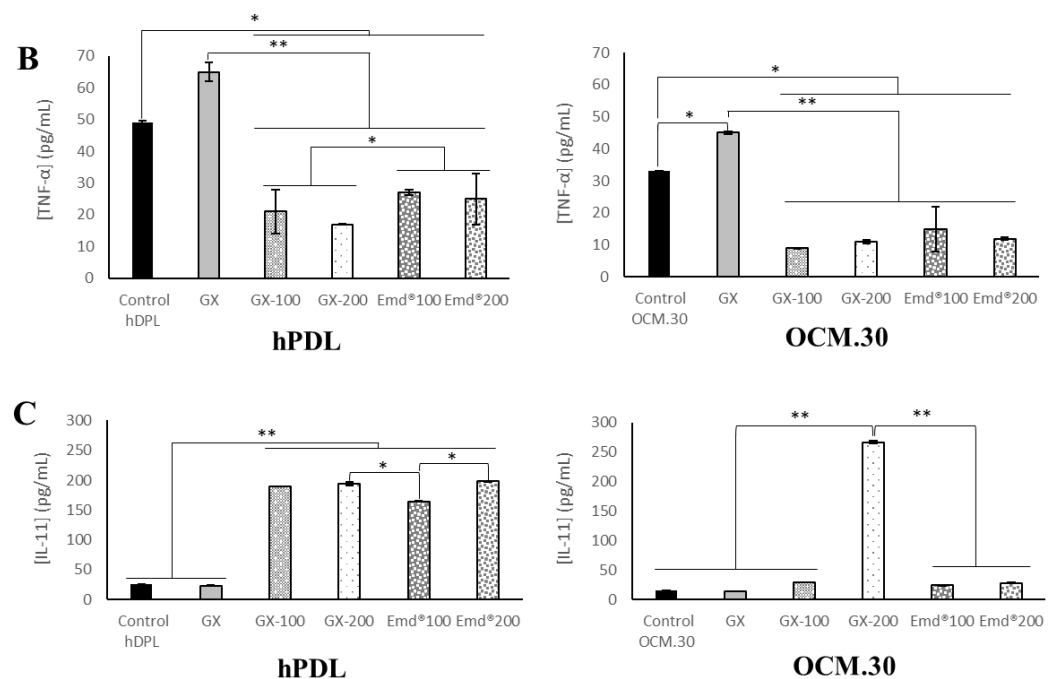 B
*
**
*
70
60
50
40
30
20
10
0
[TNF-α] (pg/mL)
Control hDPL
GX
GX-100
GX-200
Emd®100
Emd®200
hPDL
*
*
**
70
60
50
40
30
20
10
0
[TNF-α] (pg/mL)
Control OCM.30
GX
GX-100
GX-200
Emd®100
Emd®200
OCM.30
C
**
*
*
300
250
200
150
100
50
0
[IL-11] (pg/mL)
Control hDPL
GX
GX-100
GX-200
Emd®100
Emd®200
hPDL
**
**
300
250
200
150
100
50
0
[IL-11] (pg/mL)
Control OCM.30
GX
GX-100
GX-200
Emd®100
Emd®200
OCM.30